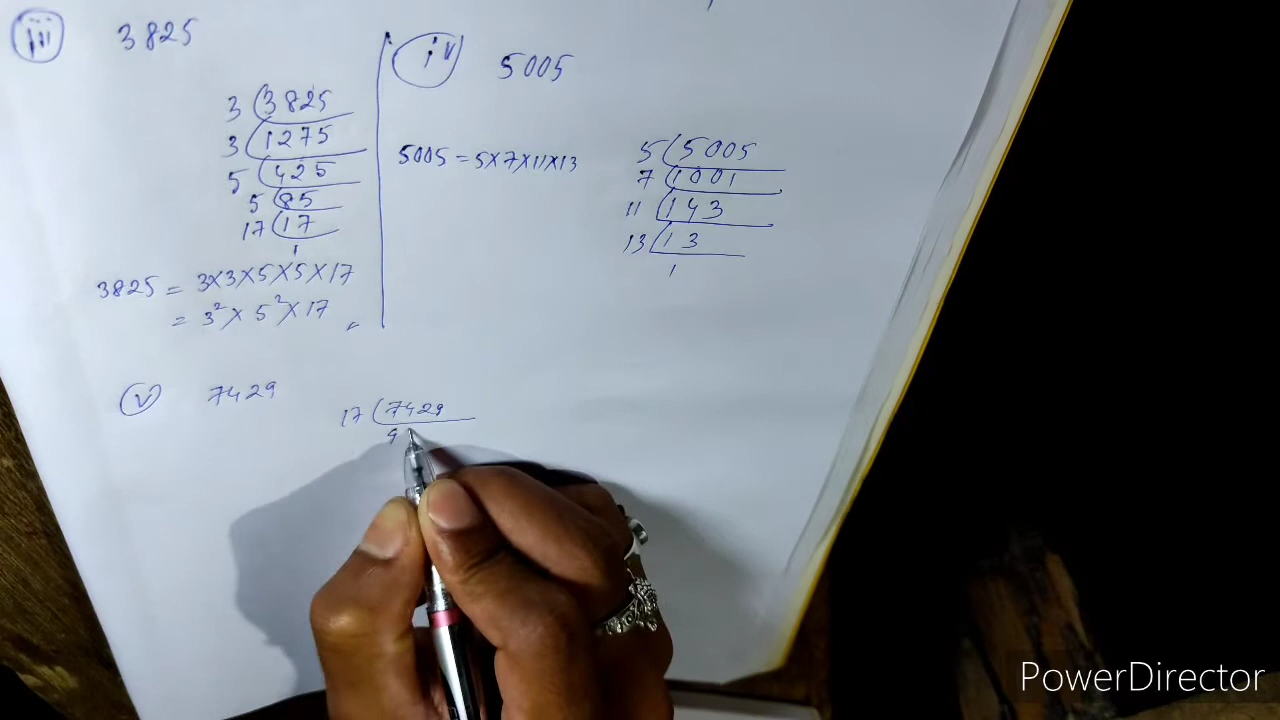 iii 3825
3 3825
3 1275
5 425
5 85
17 17
1
3825 = 3×3×5×5×17
= 3² × 5² × 17
iv 5005
5005 = 5×7×11×13
5 5005
7 1001
11 143
13 13
1
v 7429
17 7429
PowerDirector